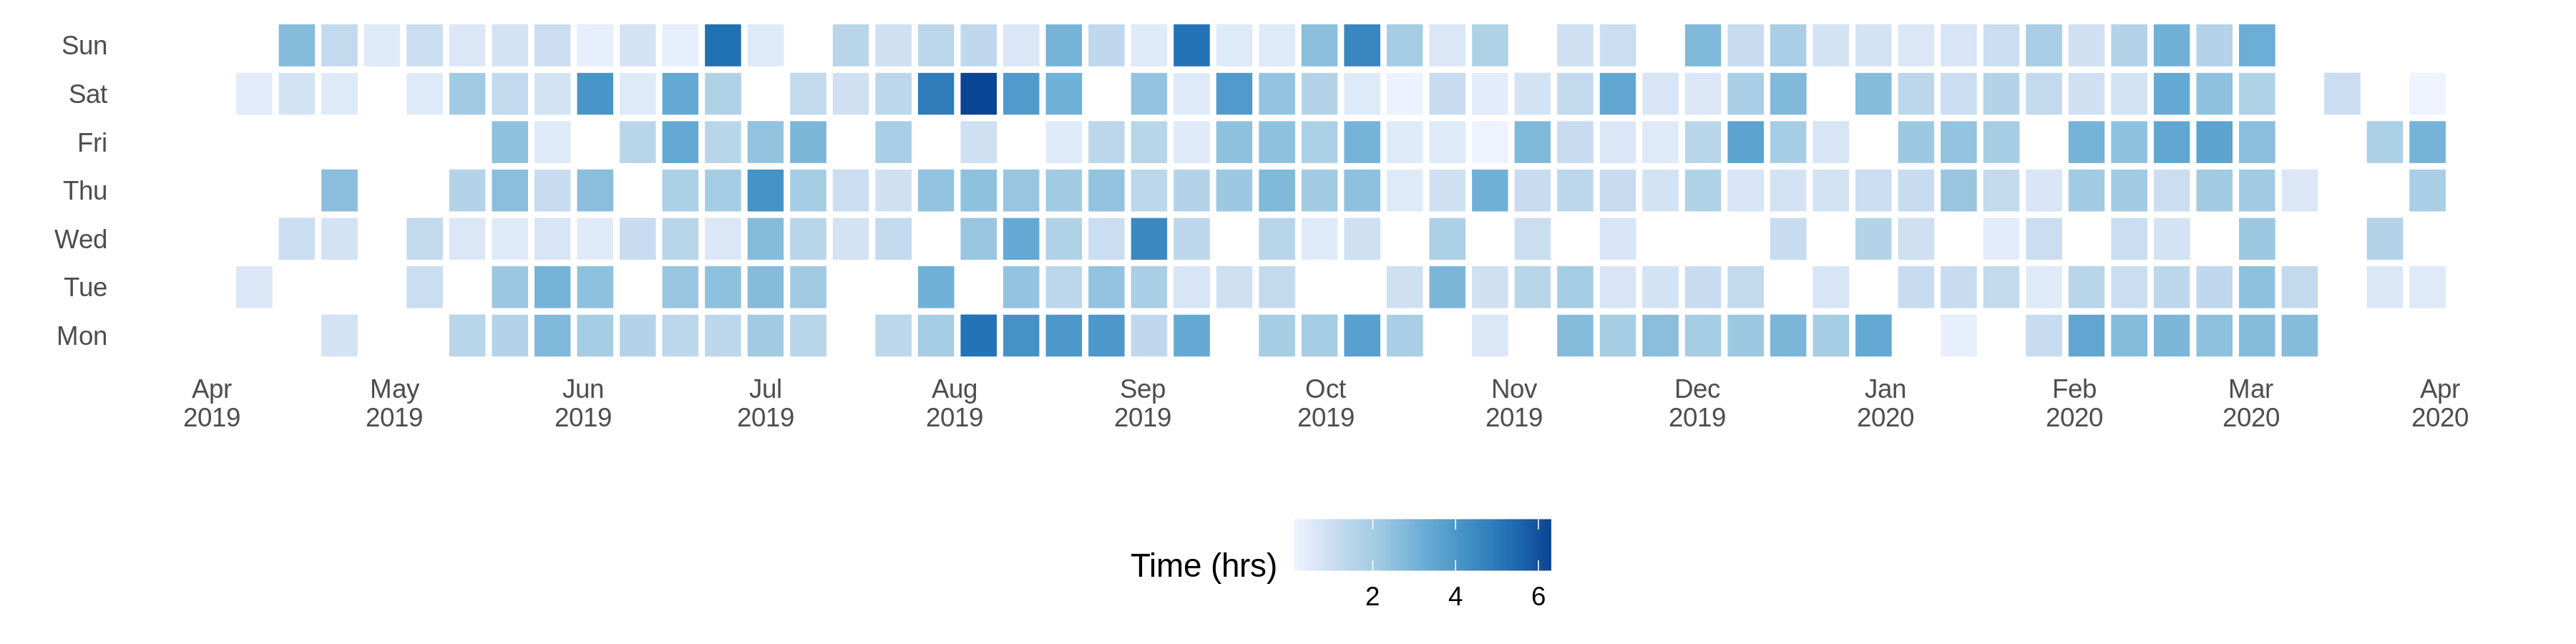 Sun
Sat
Fri
Thu
Wed
Tue
Mon
Apr May Jun Jul Aug Sep Oct Nov Dec Jan Feb Mar Apr
2019 2019 2019 2019 2019 2019 2019 2019 2019 2020 2020 2020 2020
Time (hrs)
2 4 6